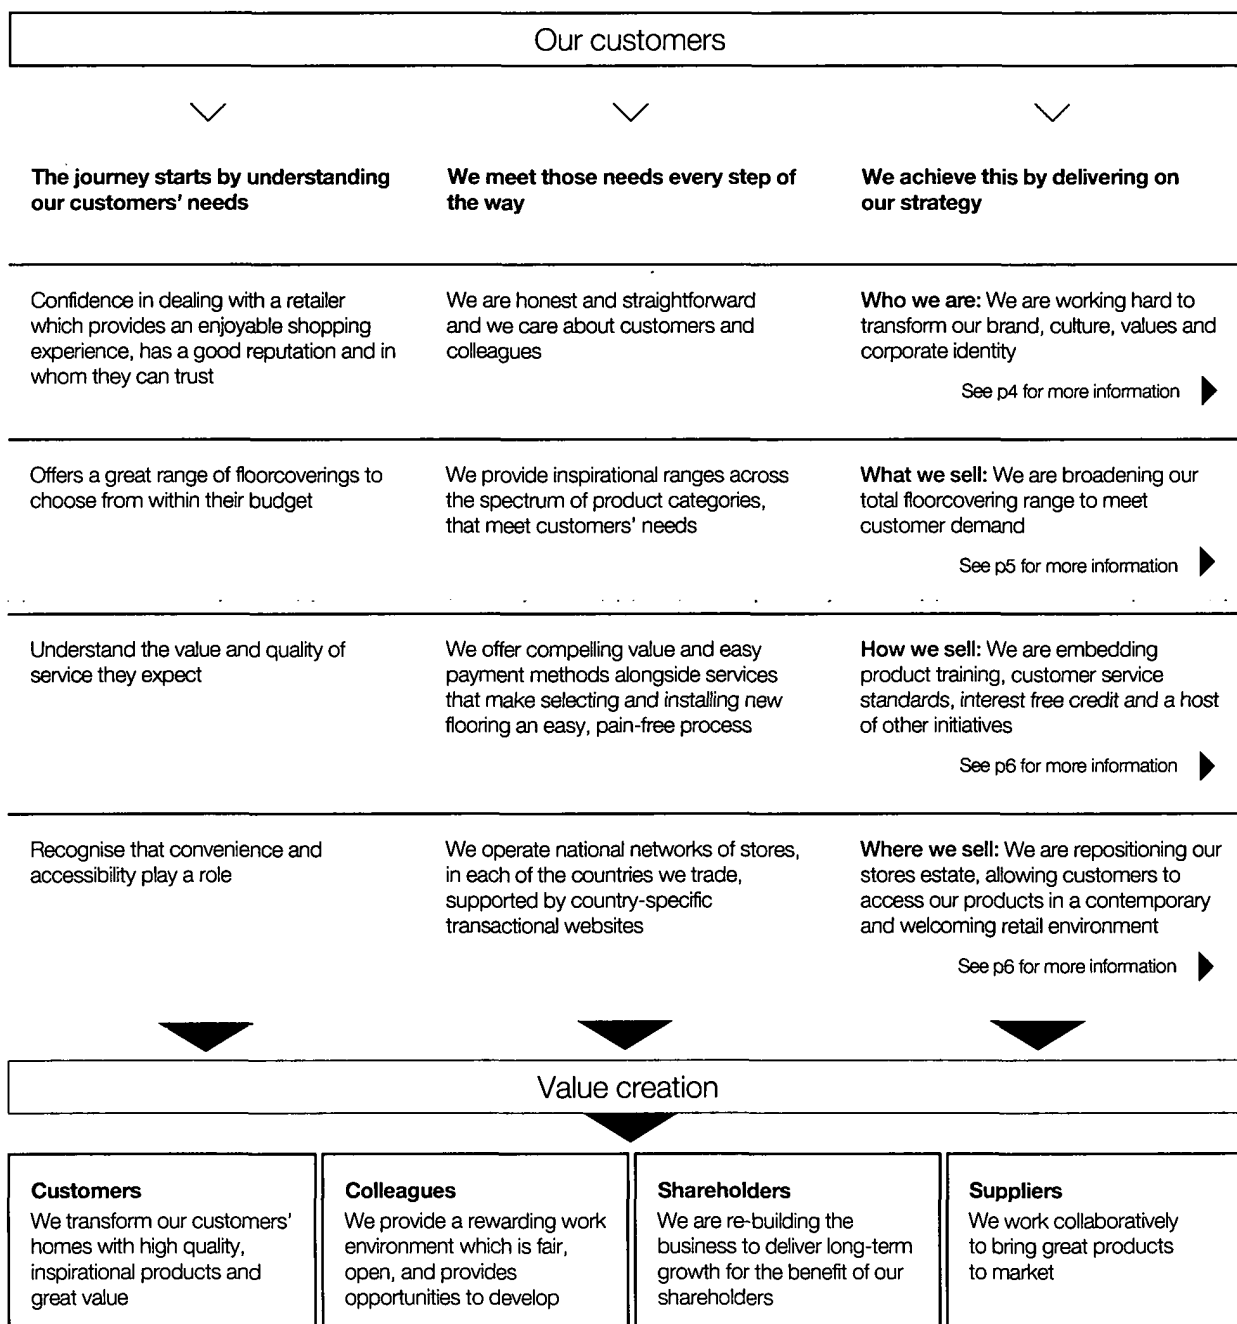 Our customers
The journey starts by understanding
our customers' needs
We meet those needs every step of
the way
We achieve this by delivering on
our strategy
Confidence in dealing with a retailer
which provides an enjoyable shopping
experience, has a good reputation and in
whom they can trust
We are honest and straightforward
and we care about customers and
colleagues
Who we are: We are working hard to
transform our brand, culture, values and
corporate identity
See p4 for more information
Offers a great range of floorcoverings to
choose from within their budget
We provide inspirational ranges across
the spectrum of product categories,
that meet customers' needs
What we sell: We are broadening our
total floorcovering range to meet
customer demand
See p5 for more information
Understand the value and quality of
service they expect
We offer compelling value and easy
payment methods alongside services
that make selecting and installing new
flooring an easy, pain-free process
How we sell: We are embedding
product training, customer service
standards, interest free credit and a host
of other initiatives
See p6 for more information
Recognise that convenience and
accessibility play a role
We operate national networks of stores,
in each of the countries we trade,
supported by country-specific
transactional websites
Where we sell: We are repositioning our
stores estate, allowing customers to
access our products in a contemporary
and welcoming retail environment
See p6 for more information
Value creation
Customers
We transform our customers'
homes with high quality,
inspirational products and
great value
Colleagues
We provide a rewarding work
environment which is fair,
open, and provides
opportunities to develop
Shareholders
We are re-building the
business to deliver long-term
growth for the benefit of our
shareholders
Suppliers
We work collaboratively
to bring great products
to market